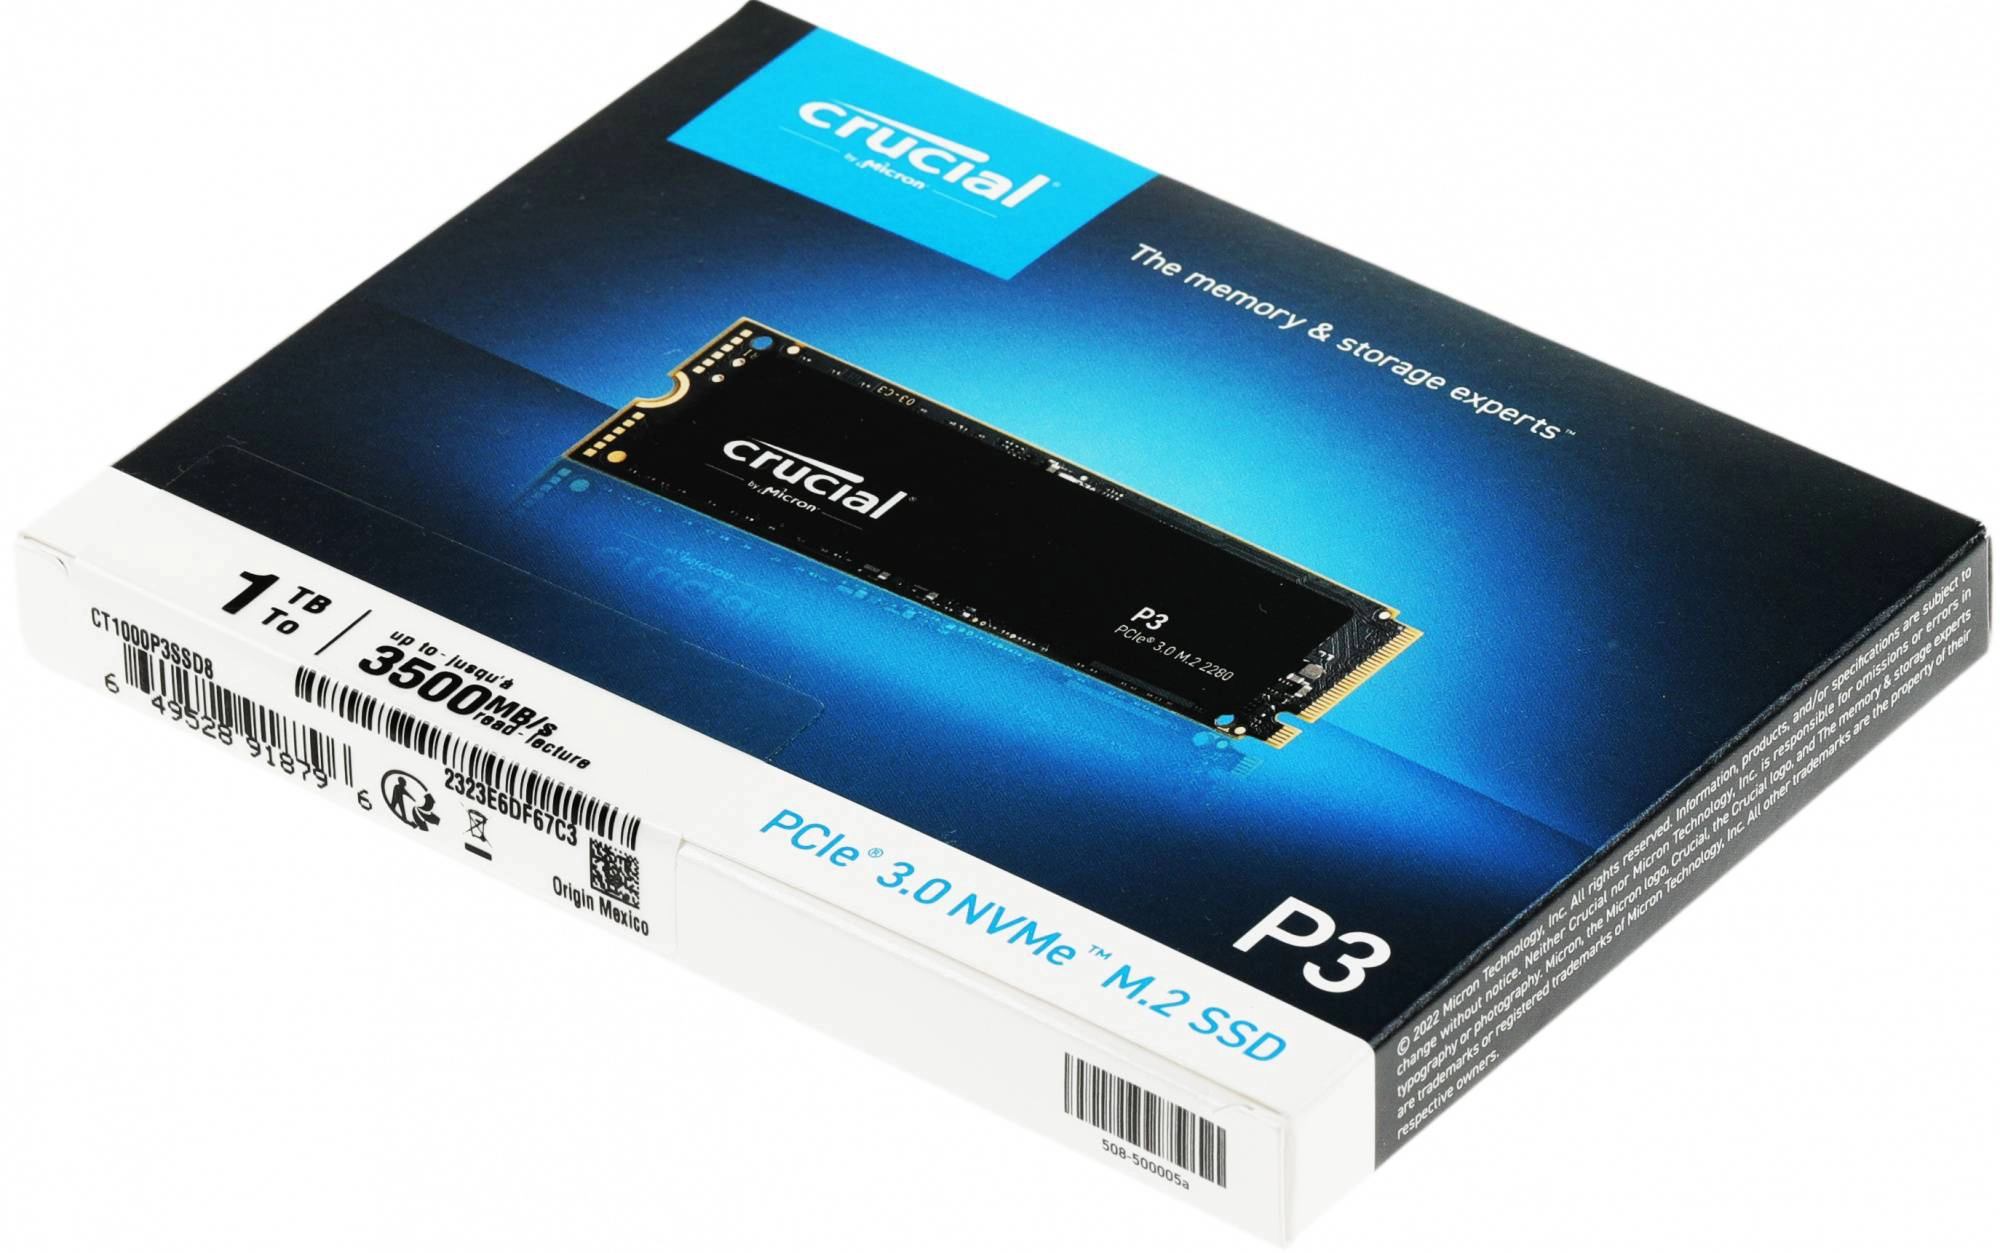 crucial
by Micron
The memory & storage experts™
03-C3
crucial
by Micron
P3
PCIe® 3.0 M.2 2280
P3
PCIe® 3.0 NVMe™ M.2 SSD
1 TB
To
up to - jusqu'à
3500MB/s
read - lecture
CT1000P3SSD8
6 49528 91879 6
2323E6DF67C3
Origin Mexico
508-500005a
© 2022 Micron Technology, Inc. All rights reserved. Information, products, and/or specifications are subject to
change without notice. Neither Crucial nor Micron Technology, Inc. is responsible for omissions or errors in
typography or photography. Micron, the Micron logo, Crucial, the Crucial logo, and The memory & storage experts
are trademarks or registered trademarks of Micron Technology, Inc. All other trademarks are the property of their
respective owners.